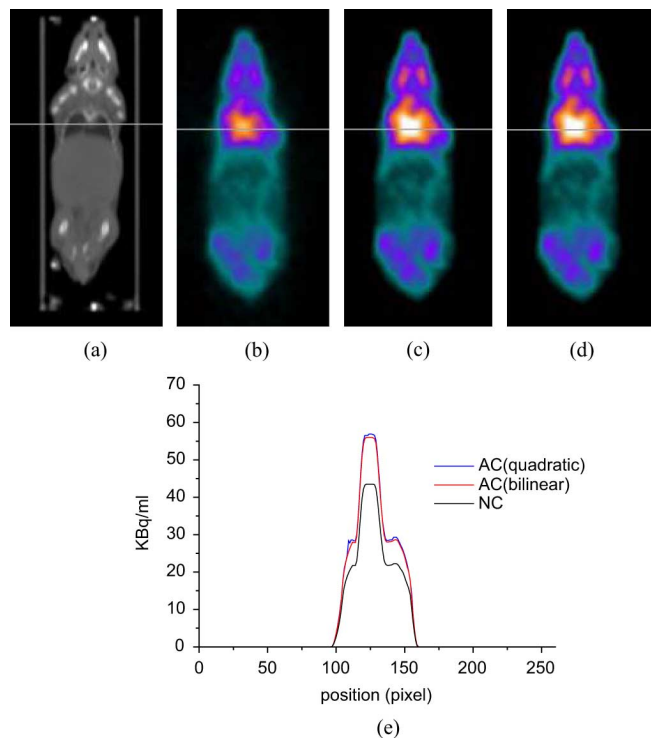 (a) (b) (c) (d)
70
60
50
40
30
20
10
0
KBq/ml
AC(quadratic)
AC(bilinear)
NC
0 50 100 150 200 250
position (pixel)
(e)